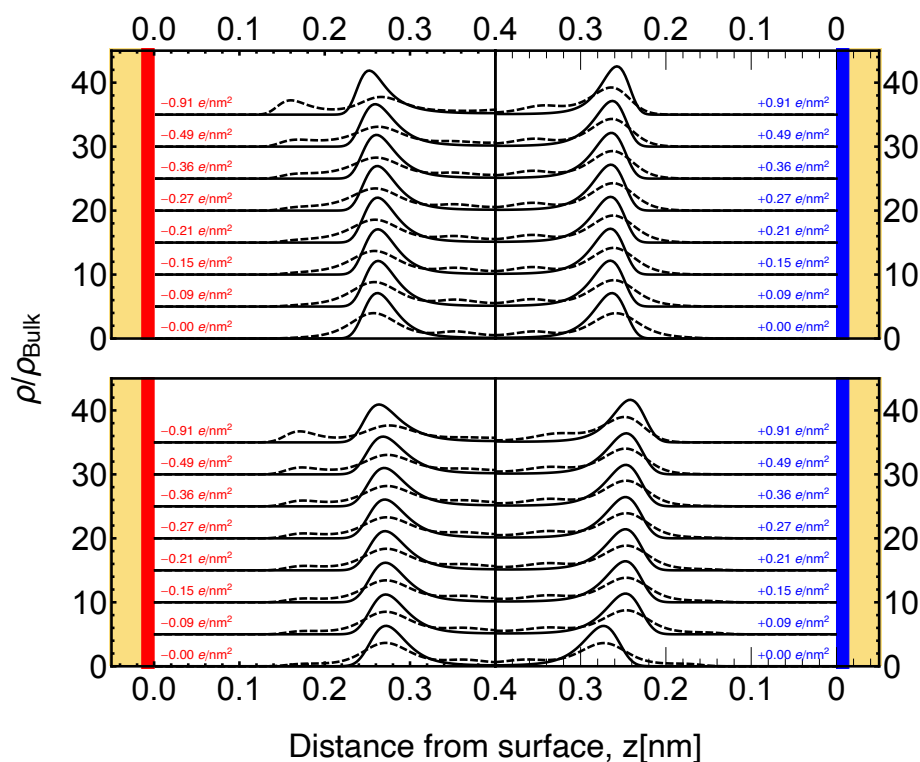 0.0 0.1 0.2 0.3 0.4 0.2 0.1 0
40 −0.91 e/nm² +0.91 e/nm² 40
30 −0.49 e/nm² +0.49 e/nm² 30
−0.36 e/nm² +0.36 e/nm²
20 −0.27 e/nm² +0.27 e/nm² 20
−0.21 e/nm² +0.21 e/nm²
10 −0.15 e/nm² +0.15 e/nm² 10
−0.09 e/nm² +0.09 e/nm²
0 −0.00 e/nm² +0.00 e/nm² 0
ρ/ρBulk
40 −0.91 e/nm² +0.91 e/nm² 40
30 −0.49 e/nm² +0.49 e/nm² 30
−0.36 e/nm² +0.36 e/nm²
20 −0.27 e/nm² +0.27 e/nm² 20
−0.21 e/nm² +0.21 e/nm²
10 −0.15 e/nm² +0.15 e/nm² 10
−0.09 e/nm² +0.09 e/nm²
0 −0.00 e/nm² +0.00 e/nm² 0
0.0 0.1 0.2 0.3 0.4 0.3 0.2 0.1 0
Distance from surface, z[nm]